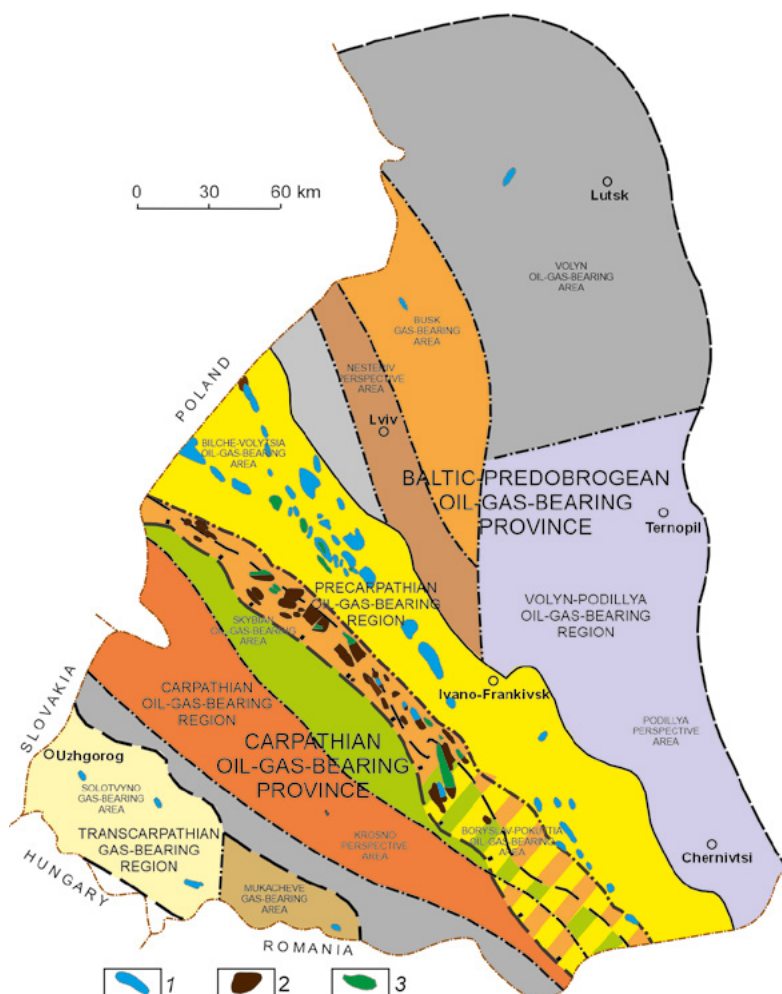 0 30 60 km
Lutsk
VOLYN
OIL-GAS-BEARING
AREA
BUSK
GAS-BEARING
AREA
NESTERIV
PERSPECTIVE
AREA
POLAND
Lviv
BILCHE-VOLYTSIA
OIL-GAS-BEARING
AREA
BALTIC-PREDOBROGEAN
OIL-GAS-BEARING
PROVINCE
Ternopil
PRECARPATHIAN
OIL-GAS-BEARING
REGION
VOLYN-PODILLYA
OIL-GAS-BEARING
REGION
SKYBIAN
OIL-GAS-BEARING
AREA
CARPATHIAN
OIL-GAS-BEARING
REGION
Ivano-Frankivsk
SLOVAKIA
PODILLYA
PERSPECTIVE
AREA
CARPATHIAN
OIL-GAS-BEARING
PROVINCE
Uzhgorog
SOLOTVYNO
GAS-BEARING
AREA
TRANSCARPATHIAN
GAS-BEARING
REGION
KROSNO
PERSPECTIVE
AREA
BORYSLAV-POKUTTIA
OIL-GAS-BEARING
AREA
Chernivtsi
HUNGARY
MUKACHEVE
GAS-BEARING
AREA
ROMANIA
1 2 3